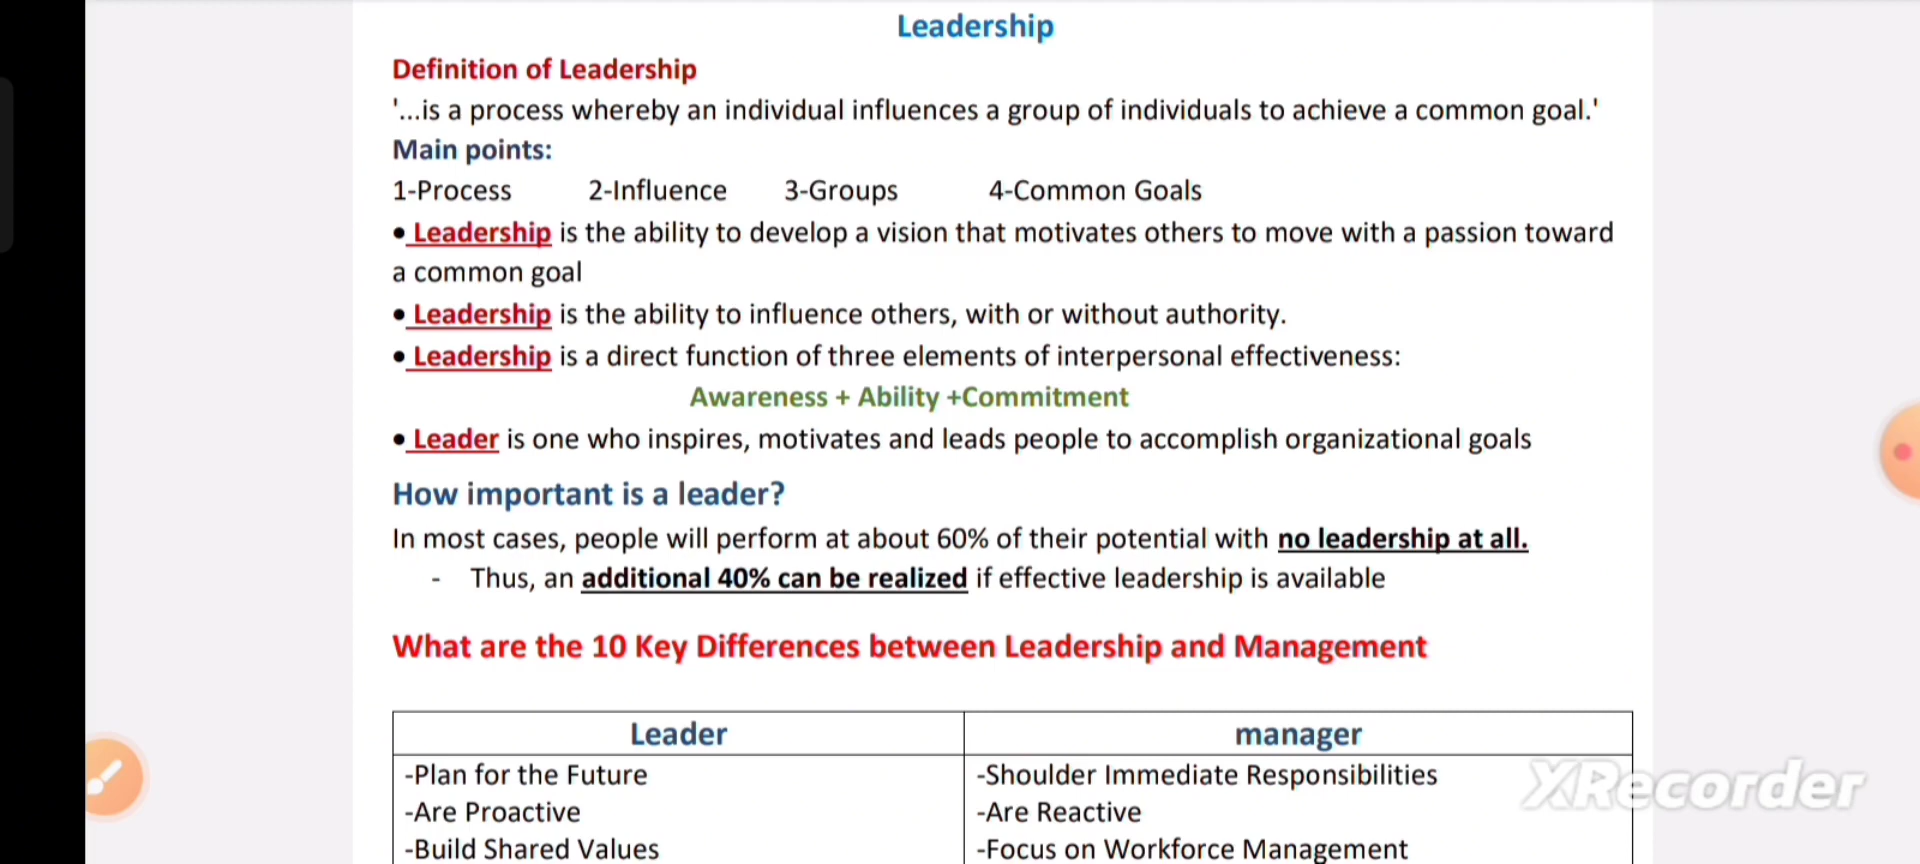 Leadership
Definition of Leadership
'...is a process whereby an individual influences a group of individuals to achieve a common goal.'
Main points:
1-Process 2-Influence 3-Groups 4-Common Goals
• Leadership is the ability to develop a vision that motivates others to move with a passion toward
a common goal
• Leadership is the ability to influence others, with or without authority.
• Leadership is a direct function of three elements of interpersonal effectiveness:
Awareness + Ability +Commitment
• Leader is one who inspires, motivates and leads people to accomplish organizational goals
How important is a leader?
In most cases, people will perform at about 60% of their potential with no leadership at all.
- Thus, an additional 40% can be realized if effective leadership is available
What are the 10 Key Differences between Leadership and Management
Leader manager
-Plan for the Future -Shoulder Immediate Responsibilities
-Are Proactive -Are Reactive
-Build Shared Values -Focus on Workforce Management
XRecorder